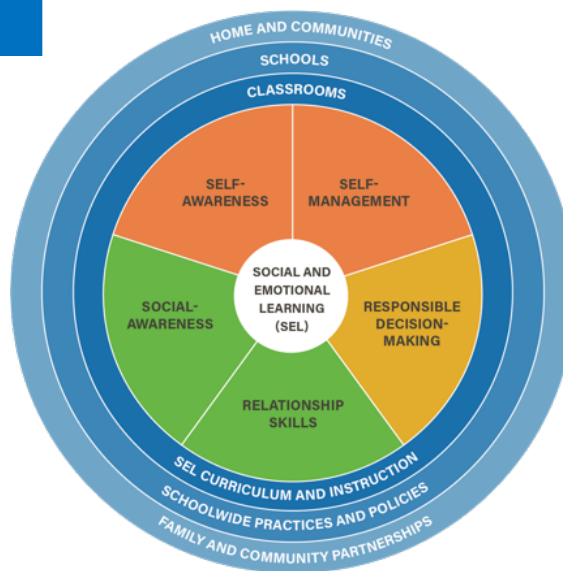 HOME AND COMMUNITIES
SCHOOLS
CLASSROOMS
SELF-
AWARENESS
SELF-
MANAGEMENT
SOCIAL AND
EMOTIONAL
LEARNING
(SEL)
SOCIAL-
AWARENESS
RESPONSIBLE
DECISION-
MAKING
RELATIONSHIP
SKILLS
SEL CURRICULUM AND INSTRUCTION
SCHOOLWIDE PRACTICES AND POLICIES
FAMILY AND COMMUNITY PARTNERSHIPS